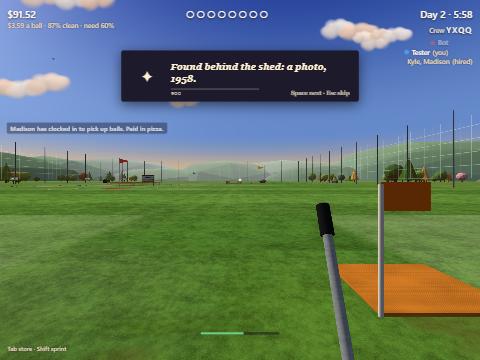 $91.52
$3.59 a ball · 87% clean · need 60%
Day 2 · 5:58
Crew YXQQ
Bot
Tester (you)
Kyle, Madison (hired)
Found behind the shed: a photo,
1958.
Space next · Esc skip
Madison has clocked in to pick up balls. Paid in pizza.
Tab store · Shift sprint